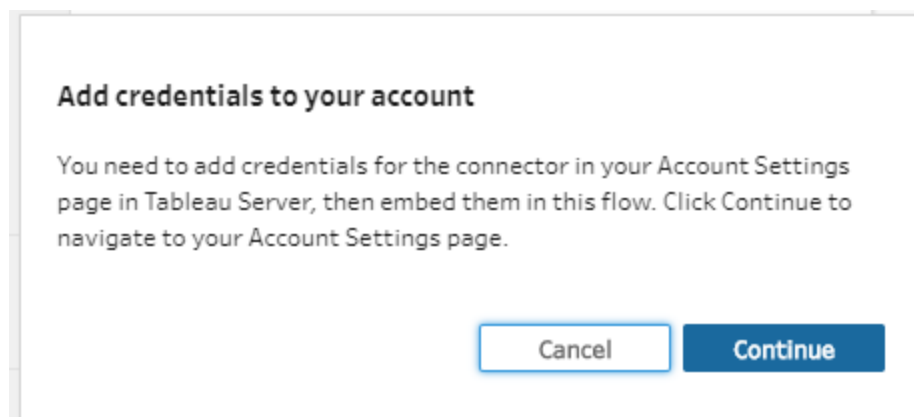 Add credentials to your account
You need to add credentials for the connector in your Account Settings
page in Tableau Server, then embed them in this flow. Click Continue to
navigate to your Account Settings page.
Cancel
Continue